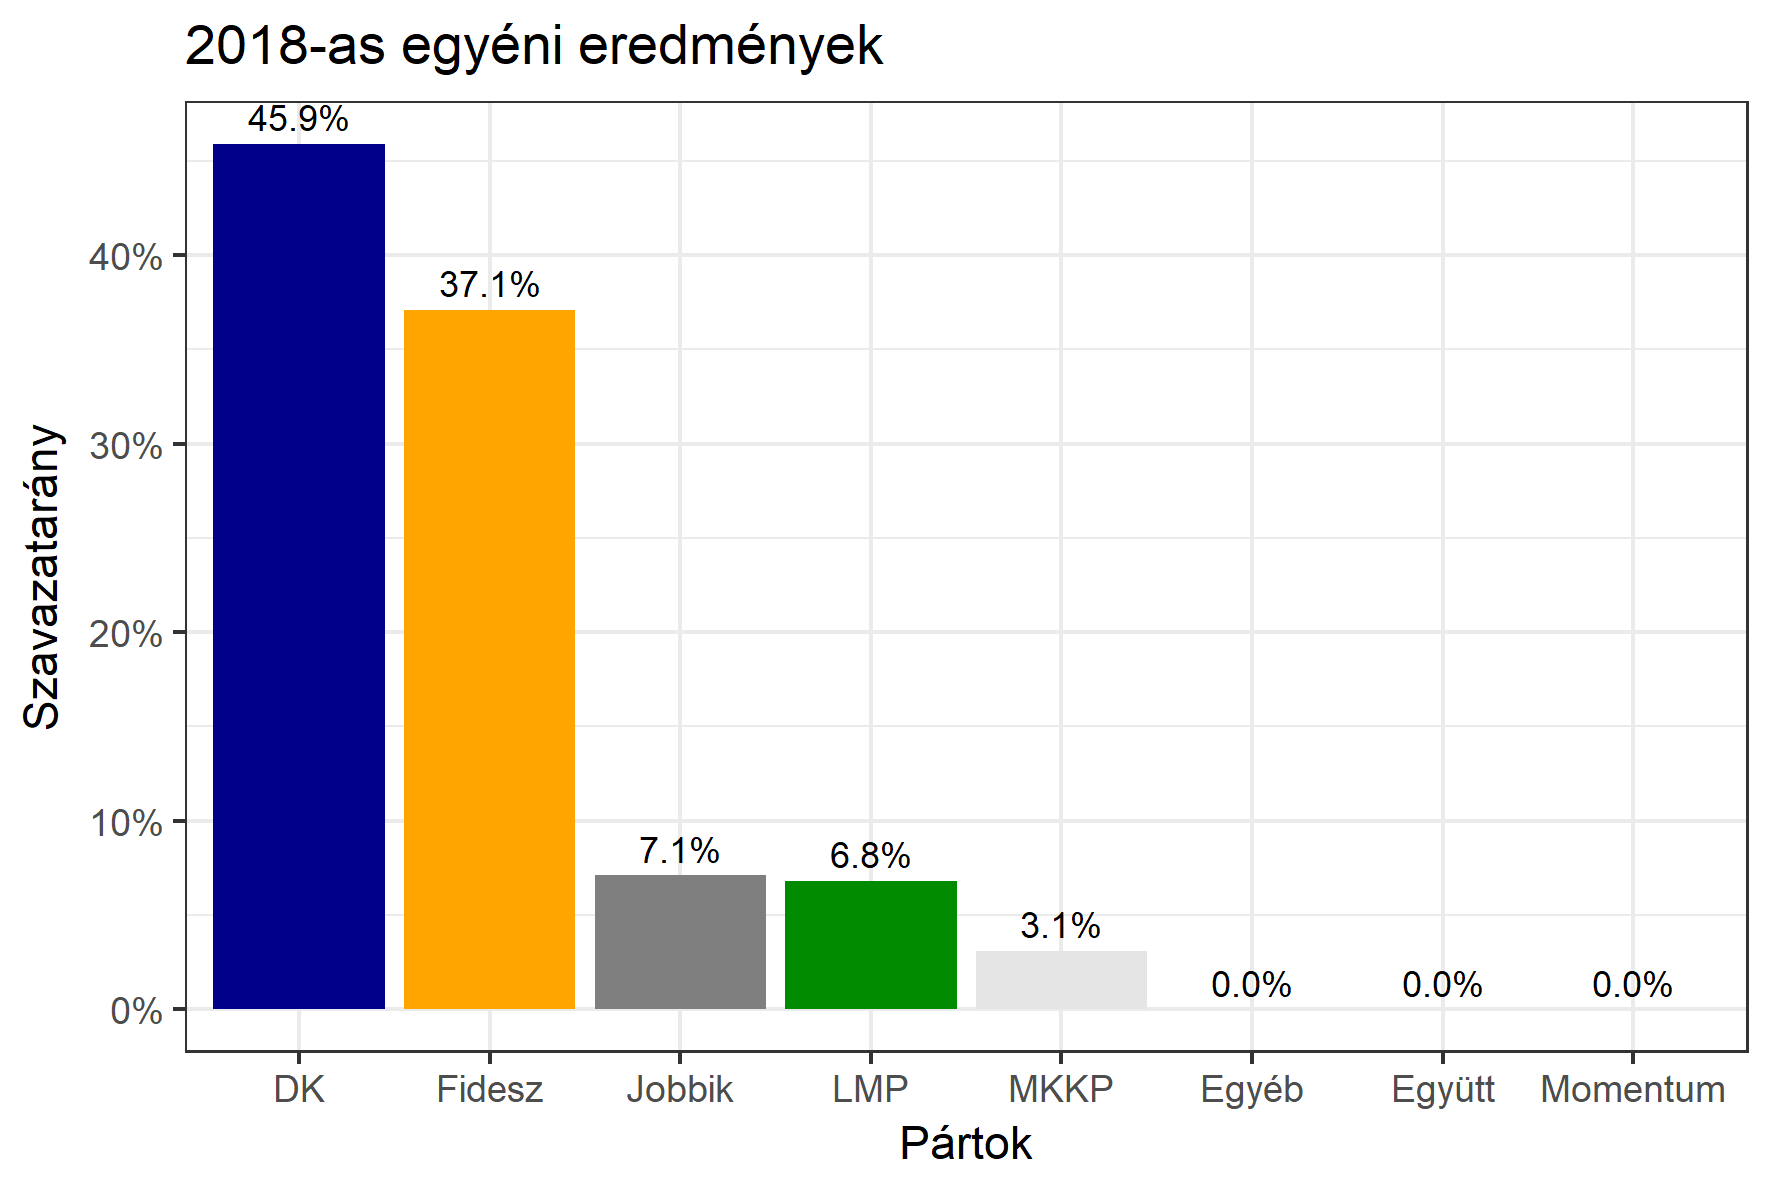 2018-as egyéni eredmények
45.9%
37.1%
7.1%
6.8%
3.1%
0.0%
0.0%
0.0%
40%
30%
20%
10%
0%
Szavazatarány
DK
Fidesz
Jobbik
LMP
MKKP
Egyéb
Együtt
Momentum
Pártok